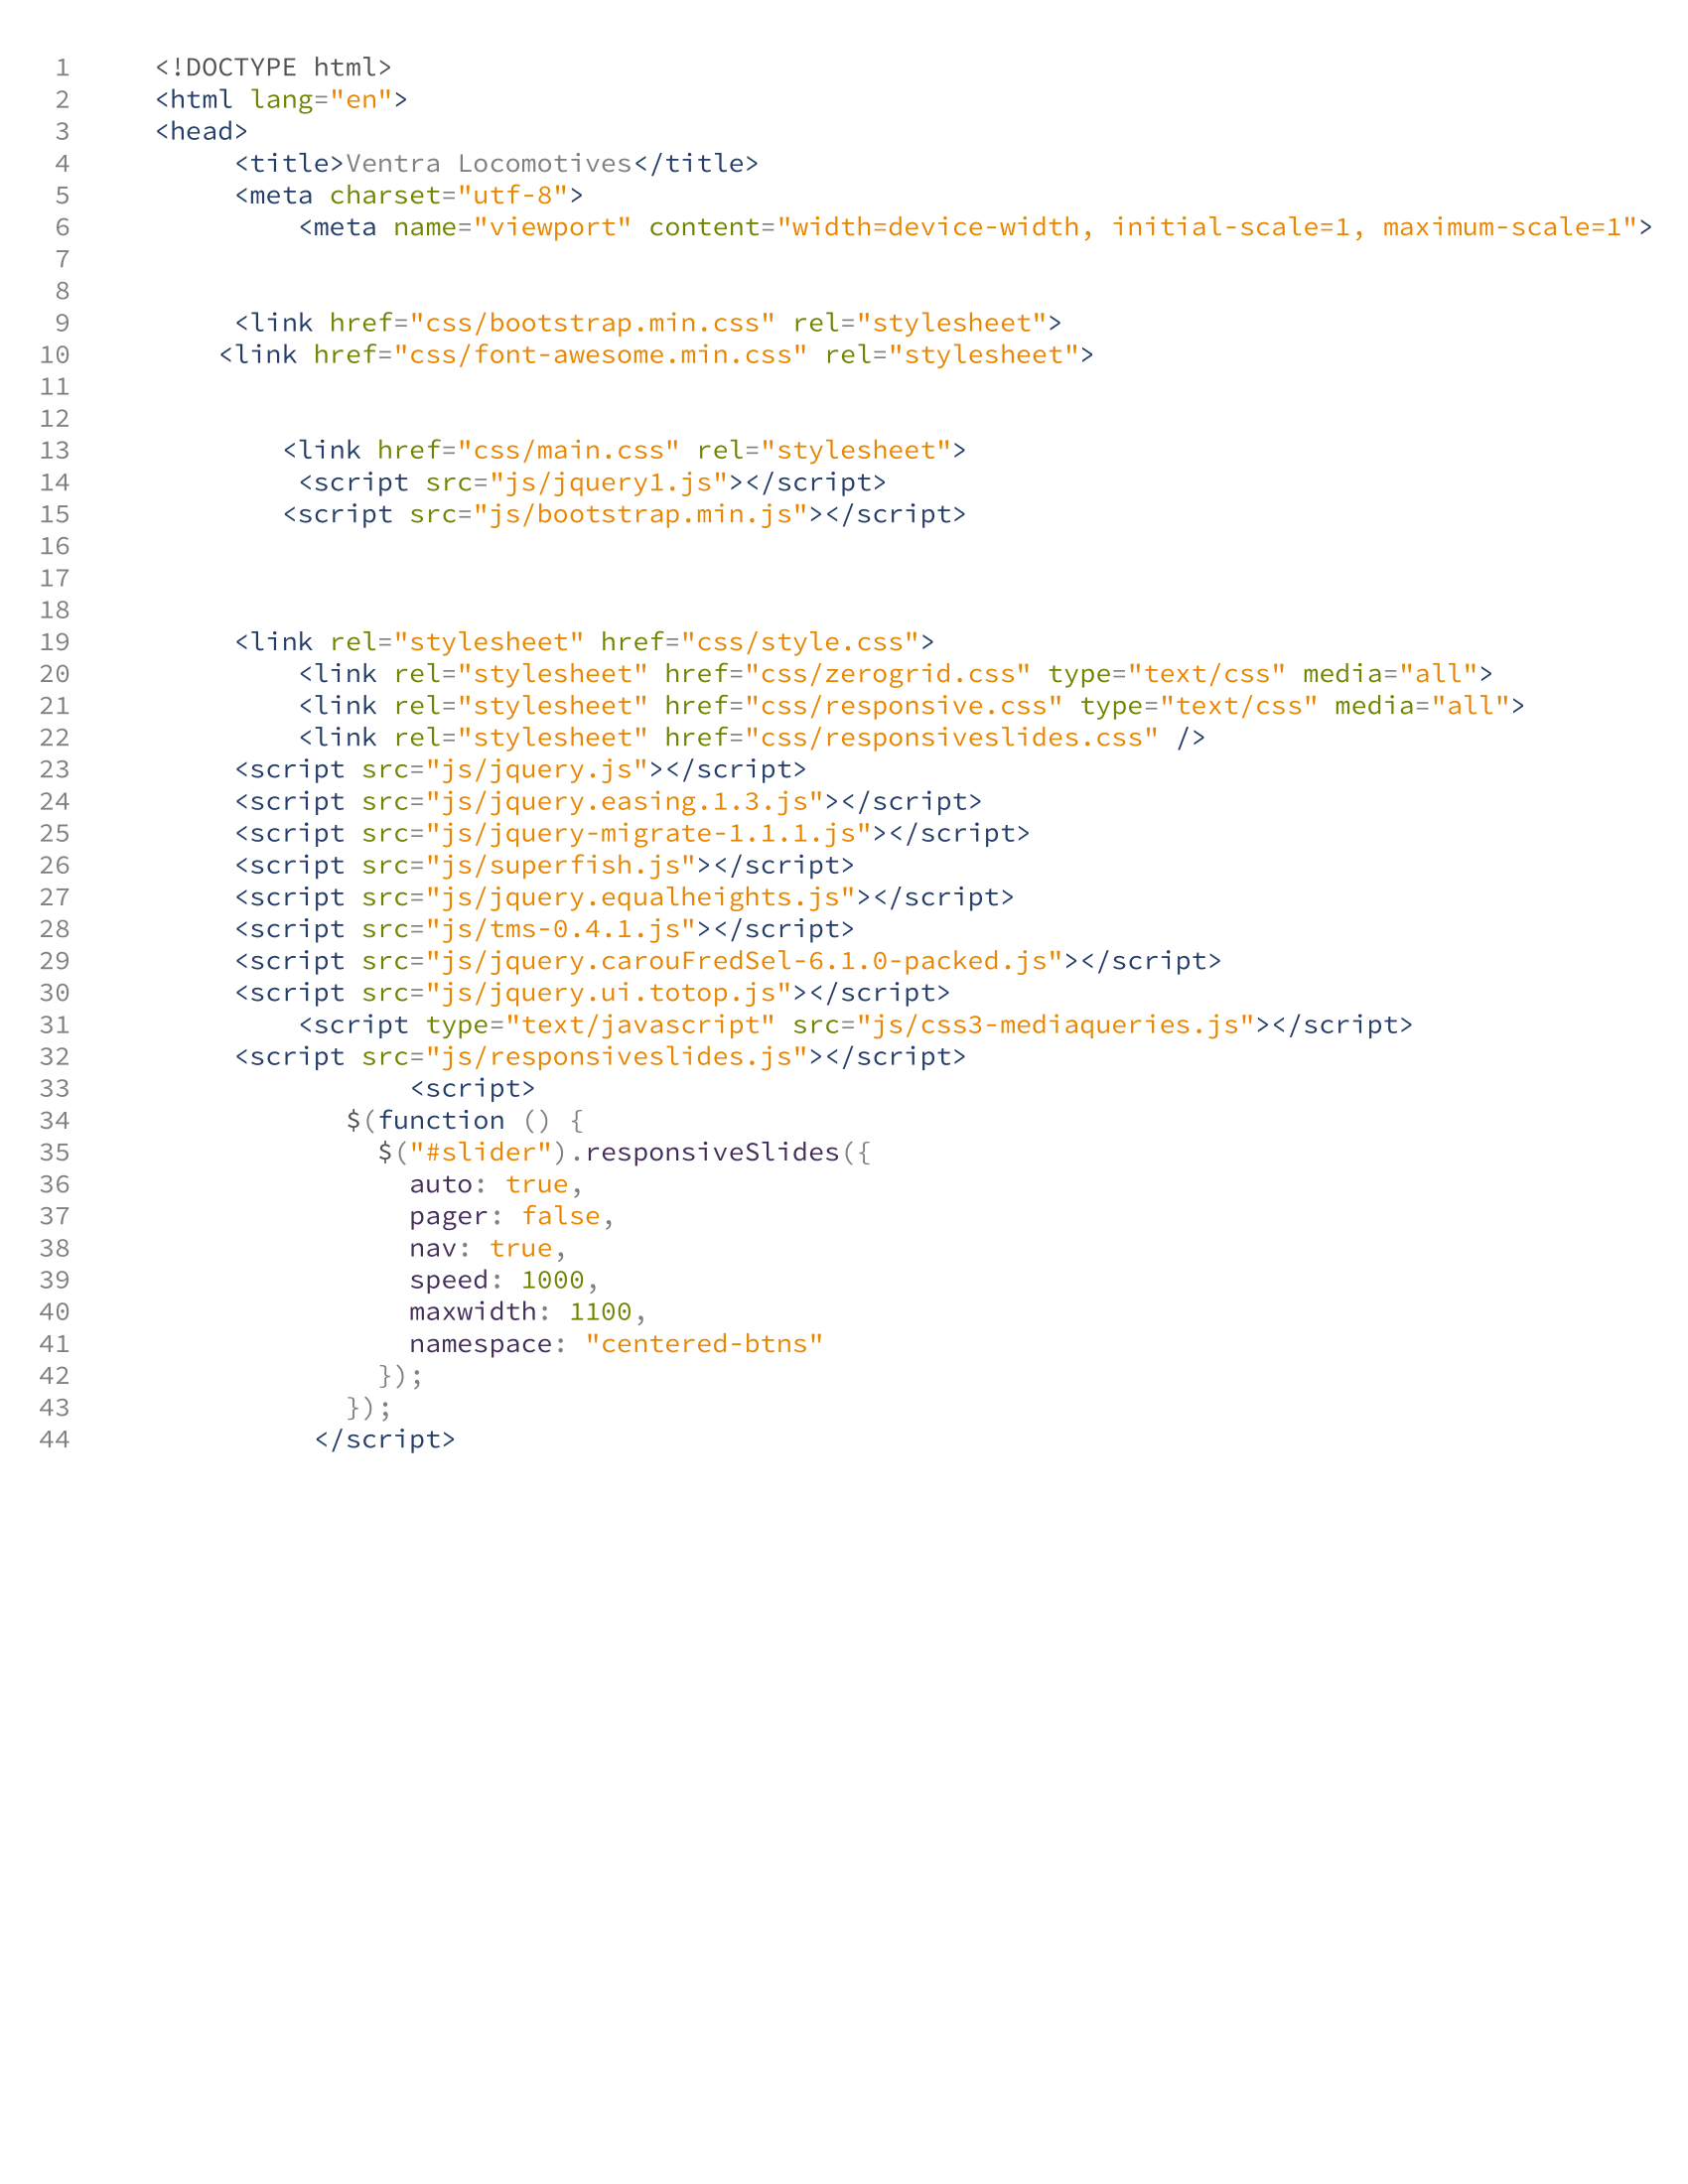 1 <!DOCTYPE html>
2 <html lang="en">
3 <head>
4 <title>Ventra Locomotives</title>
5 <meta charset="utf-8">
6 <meta name="viewport" content="width=device-width, initial-scale=1, maximum-scale=1">
7
8
9 <link href="css/bootstrap.min.css" rel="stylesheet">
10 <link href="css/font-awesome.min.css" rel="stylesheet">
11
12
13 <link href="css/main.css" rel="stylesheet">
14 <script src="js/jquery1.js"></script>
15 <script src="js/bootstrap.min.js"></script>
16
17
18
19 <link rel="stylesheet" href="css/style.css">
20 <link rel="stylesheet" href="css/zerogrid.css" type="text/css" media="all">
21 <link rel="stylesheet" href="css/responsive.css" type="text/css" media="all">
22 <link rel="stylesheet" href="css/responsiveslides.css" />
23 <script src="js/jquery.js"></script>
24 <script src="js/jquery.easing.1.3.js"></script>
25 <script src="js/jquery-migrate-1.1.1.js"></script>
26 <script src="js/superfish.js"></script>
27 <script src="js/jquery.equalheights.js"></script>
28 <script src="js/tms-0.4.1.js"></script>
29 <script src="js/jquery.carouFredSel-6.1.0-packed.js"></script>
30 <script src="js/jquery.ui.totop.js"></script>
31 <script type="text/javascript" src="js/css3-mediaqueries.js"></script>
32 <script src="js/responsiveslides.js"></script>
33 <script>
34 $(function () {
35 $("#slider").responsiveSlides({
36 auto: true,
37 pager: false,
38 nav: true,
39 speed: 1000,
40 maxwidth: 1100,
41 namespace: "centered-btns"
42 });
43 });
44 </script>